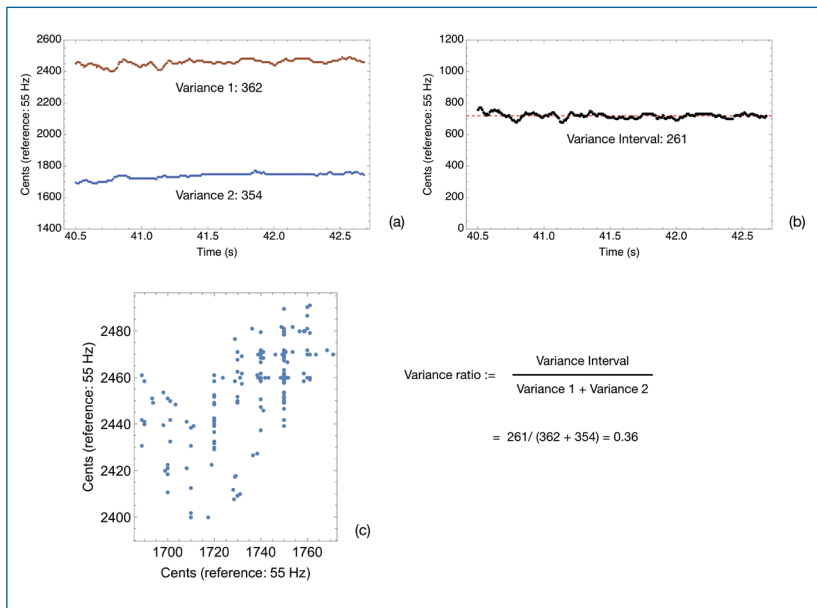 2600
2400
2200
2000
1800
1600
1400
Cents (reference: 55 Hz)
Variance 1: 362
Variance 2: 354
40.5 41.0 41.5 42.0 42.5
Time (s)
(a)
1200
1000
800
600
400
200
0
Cents (reference: 55 Hz)
Variance Interval: 261
40.5 41.0 41.5 42.0 42.5
Time (s)
(b)
2480
2460
2440
2420
2400
Cents (reference: 55 Hz)
1700 1720 1740 1760
Cents (reference: 55 Hz)
(c)
Variance ratio := Variance Interval
Variance 1 + Variance 2
= 261/ (362 + 354) = 0.36